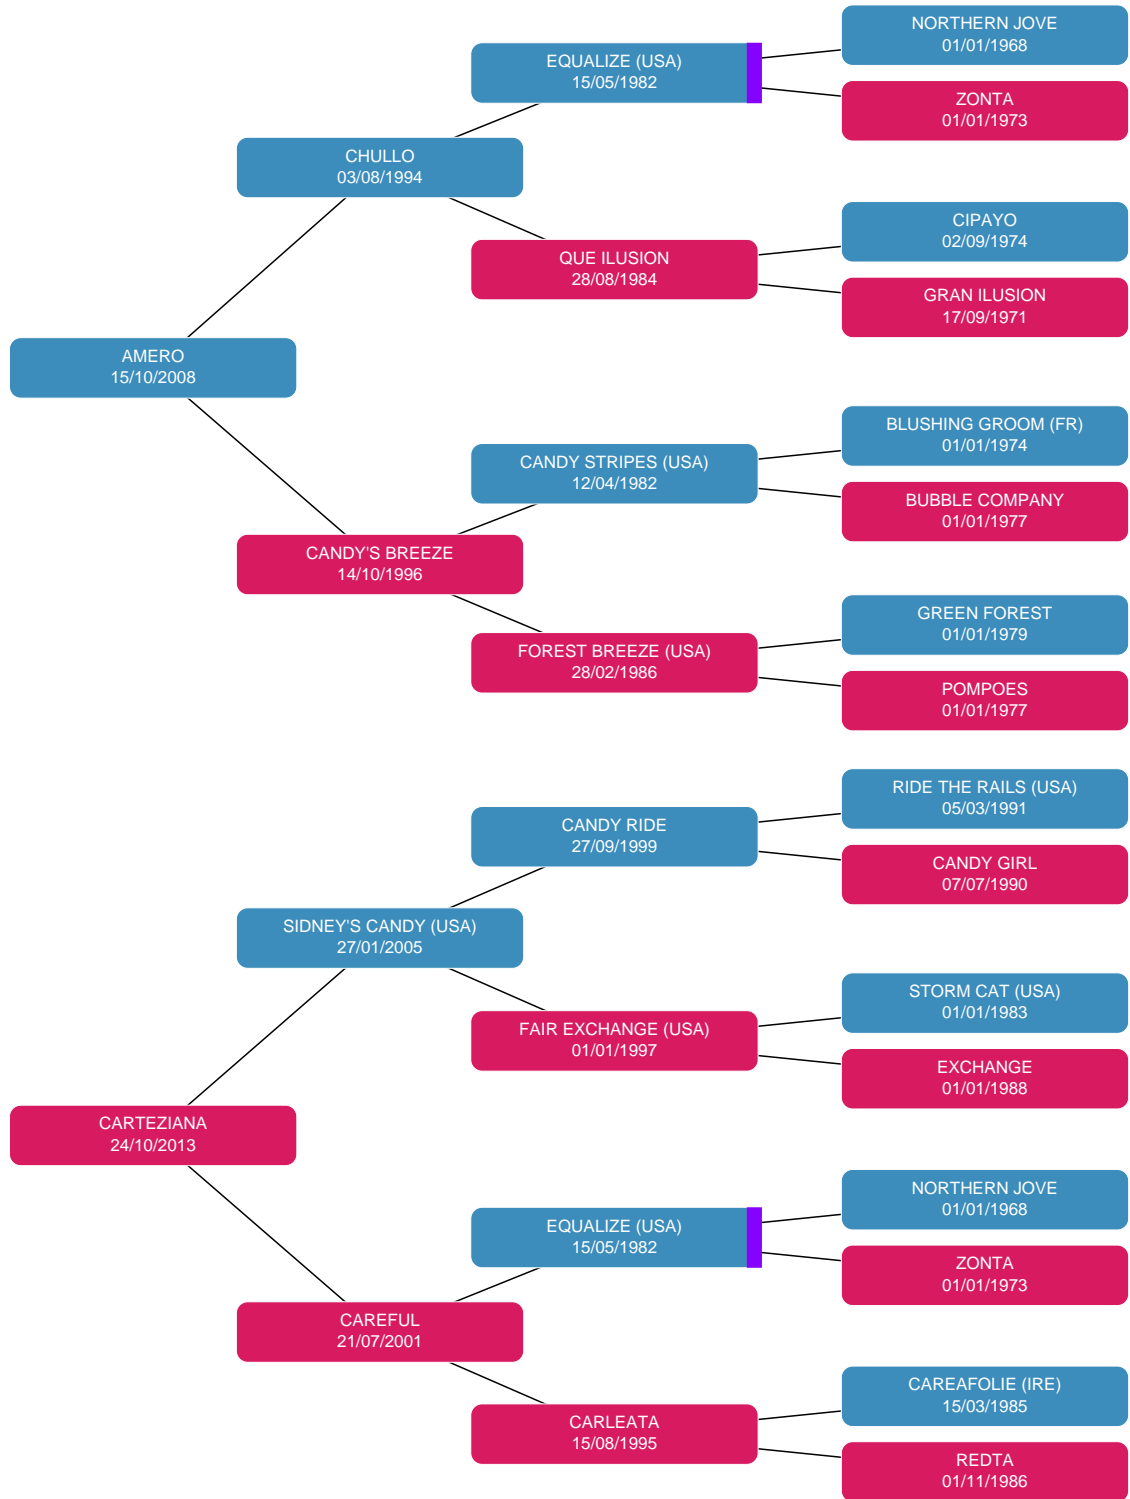 NORTHERN JOVE
01/01/1968
EQUALIZE (USA)
15/05/1982
ZONTA
01/01/1973
CHULLO
03/08/1994
CIPAYO
02/09/1974
QUE ILUSION
28/08/1984
GRAN ILUSION
17/09/1971
AMERO
15/10/2008
BLUSHING GROOM (FR)
01/01/1974
CANDY STRIPES (USA)
12/04/1982
BUBBLE COMPANY
01/01/1977
CANDY'S BREEZE
14/10/1996
GREEN FOREST
01/01/1979
FOREST BREEZE (USA)
28/02/1986
POMPOES
01/01/1977
RIDE THE RAILS (USA)
05/03/1991
CANDY RIDE
27/09/1999
CANDY GIRL
07/07/1990
SIDNEY'S CANDY (USA)
27/01/2005
STORM CAT (USA)
01/01/1983
FAIR EXCHANGE (USA)
01/01/1997
EXCHANGE
01/01/1988
CARTEZIANA
24/10/2013
NORTHERN JOVE
01/01/1968
EQUALIZE (USA)
15/05/1982
ZONTA
01/01/1973
CAREFUL
21/07/2001
CAREAFOLIE (IRE)
15/03/1985
CARLEATA
15/08/1995
REDTA
01/11/1986